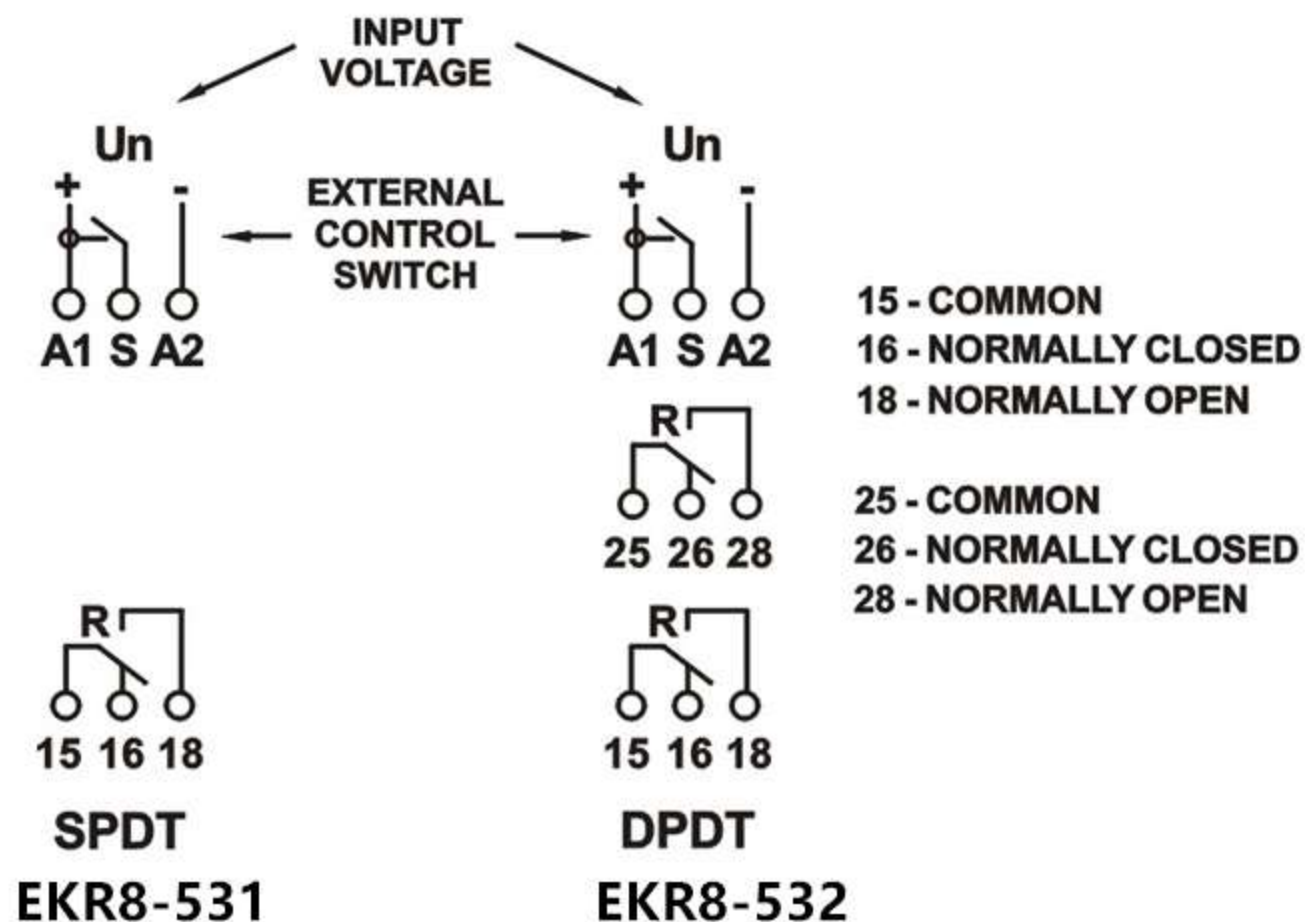 INPUT
VOLTAGE
Un
Un
+ -
+ -
EXTERNAL
CONTROL
SWITCH
A1 S A2
A1 S A2
15 - COMMON
16 - NORMALLY CLOSED
18 - NORMALLY OPEN
R
25 26 28
25 - COMMON
26 - NORMALLY CLOSED
28 - NORMALLY OPEN
R
R
15 16 18
15 16 18
SPDT
DPDT
EKR8-531
EKR8-532